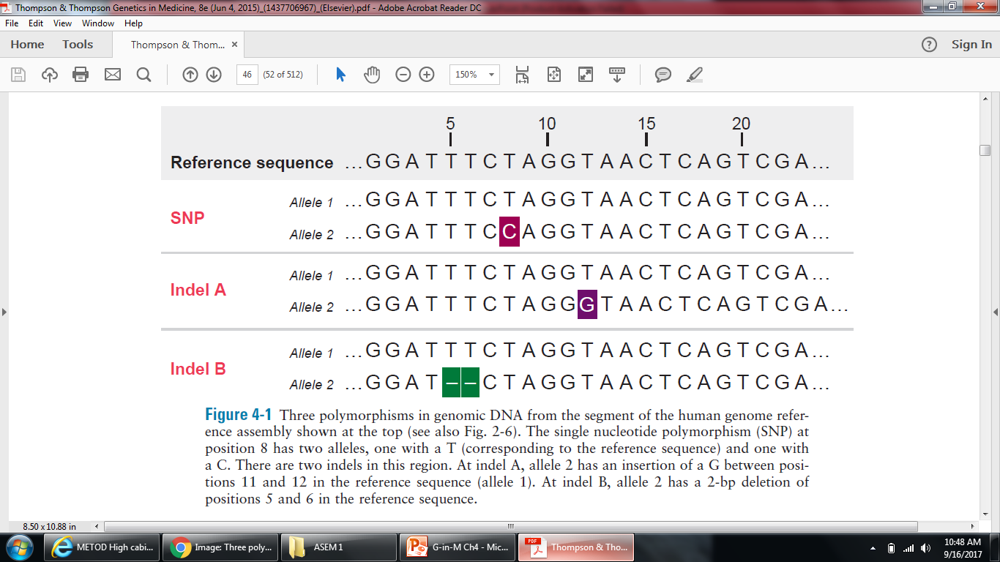 Thompson & Thompson Genetics in Medicine, 8e (Jun 4, 2015)_(1437706967)_(Elsevier).pdf - Adobe Acrobat Reader DC
File Edit View Window Help
Home Tools Thompson & Thom... × ? Sign In
46 (52 of 512) 150%
5 10 15 20
Reference sequence ...GGATTTCTAGGTAACTCAGTCGA...
SNP
Allele 1 ...GGATTTCTAGGTAACTCAGTCGA...
Allele 2 ...GGATTTCCAGGTAACTCAGTCGA...
Indel A
Allele 1 ...GGATTTCTAGGTAACTCAGTCGA...
Allele 2 ...GGATTTCTAGGGTAACTCAGTCGA...
Indel B
Allele 1 ...GGATTTCTAGGTAACTCAGTCGA...
Allele 2 ...GGAT––CTAGGTAACTCAGTCGA...
Figure 4-1 Three polymorphisms in genomic DNA from the segment of the human genome refer-
ence assembly shown at the top (see also Fig. 2-6). The single nucleotide polymorphism (SNP) at
position 8 has two alleles, one with a T (corresponding to the reference sequence) and one with
a C. There are two indels in this region. At indel A, allele 2 has an insertion of a G between posi-
tions 11 and 12 in the reference sequence (allele 1). At indel B, allele 2 has a 2-bp deletion of
positions 5 and 6 in the reference sequence.
8.50 x 10.88 in
METOD High cabi... Image: Three poly... ASEM 1 G-in-M Ch4 - Mic... PDF Thompson & Tho...
10:48 AM
9/16/2017